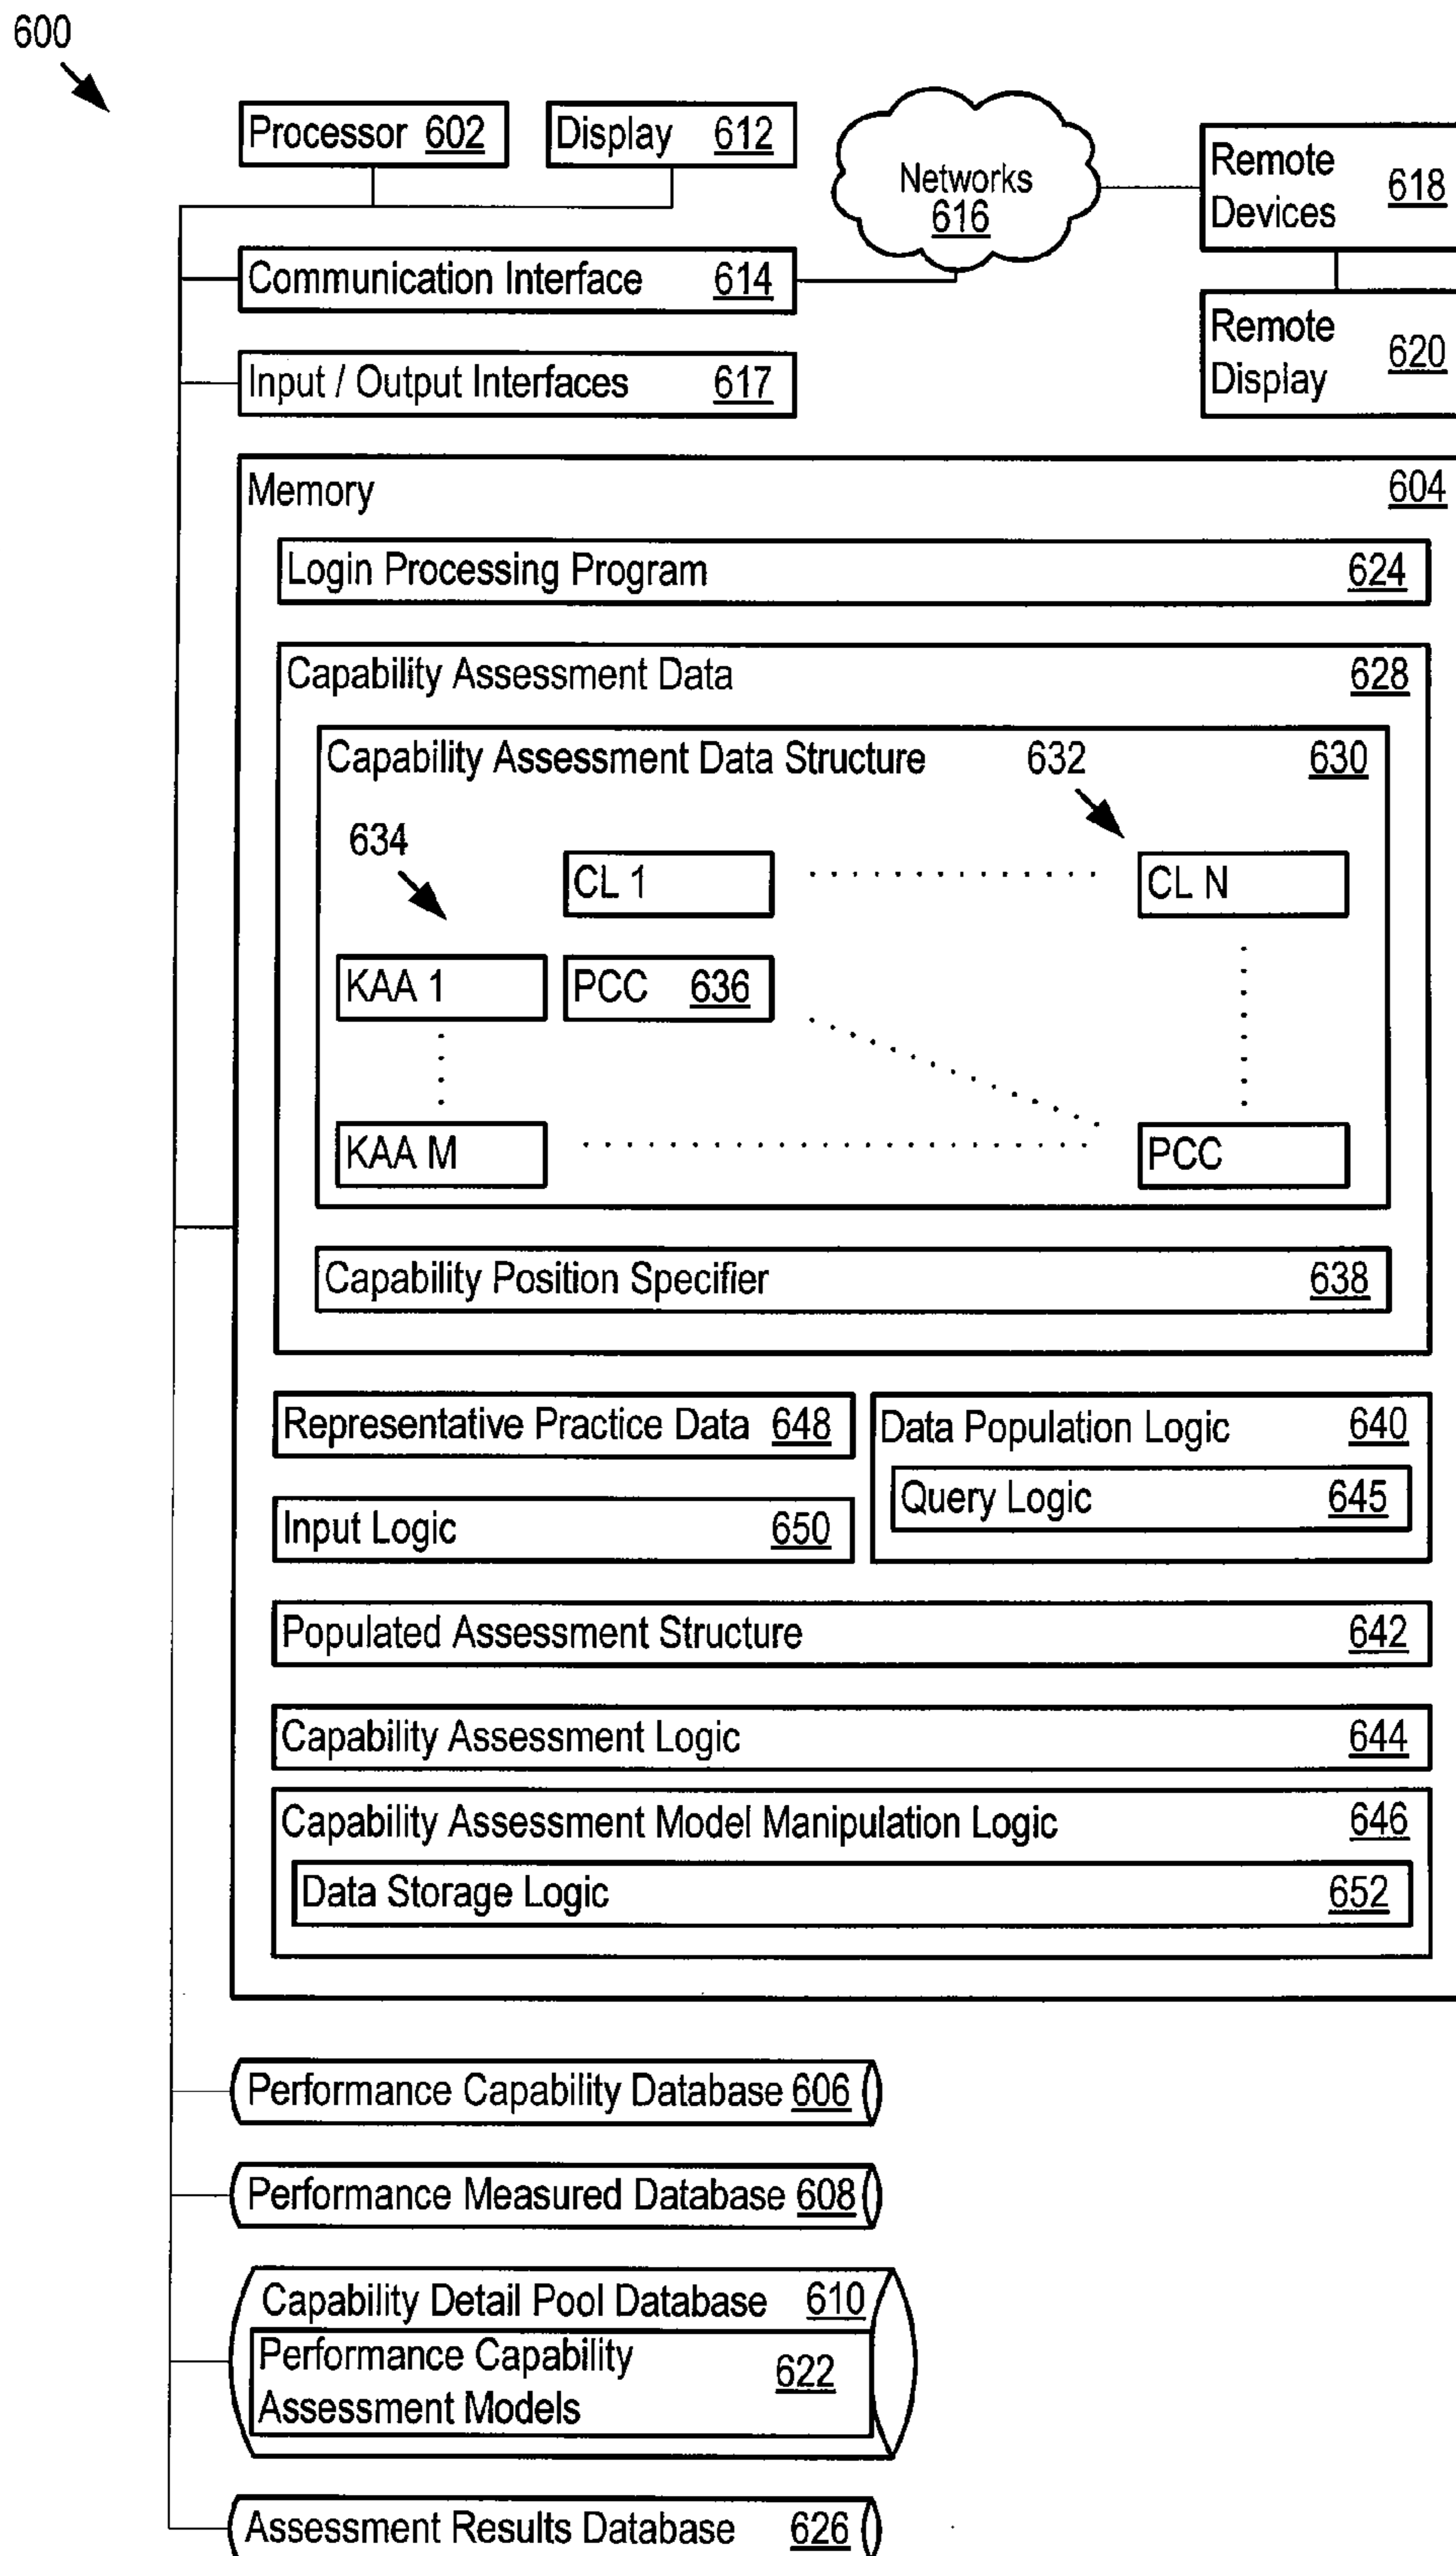 600
Processor 602
Display 612
Networks
616
Remote
Devices
618
Communication Interface 614
Input / Output Interfaces 617
Remote
Display
620
Memory 604
Login Processing Program 624
Capability Assessment Data 628
Capability Assessment Data Structure 630
632
634
CL 1
CL N
KAA 1
PCC 636
KAA M
PCC
Capability Position Specifier 638
Representative Practice Data 648
Data Population Logic 640
Query Logic 645
Input Logic 650
Populated Assessment Structure 642
Capability Assessment Logic 644
Capability Assessment Model Manipulation Logic 646
Data Storage Logic 652
Performance Capability Database 606
Performance Measured Database 608
Capability Detail Pool Database 610
Performance Capability
Assessment Models
622
Assessment Results Database 626